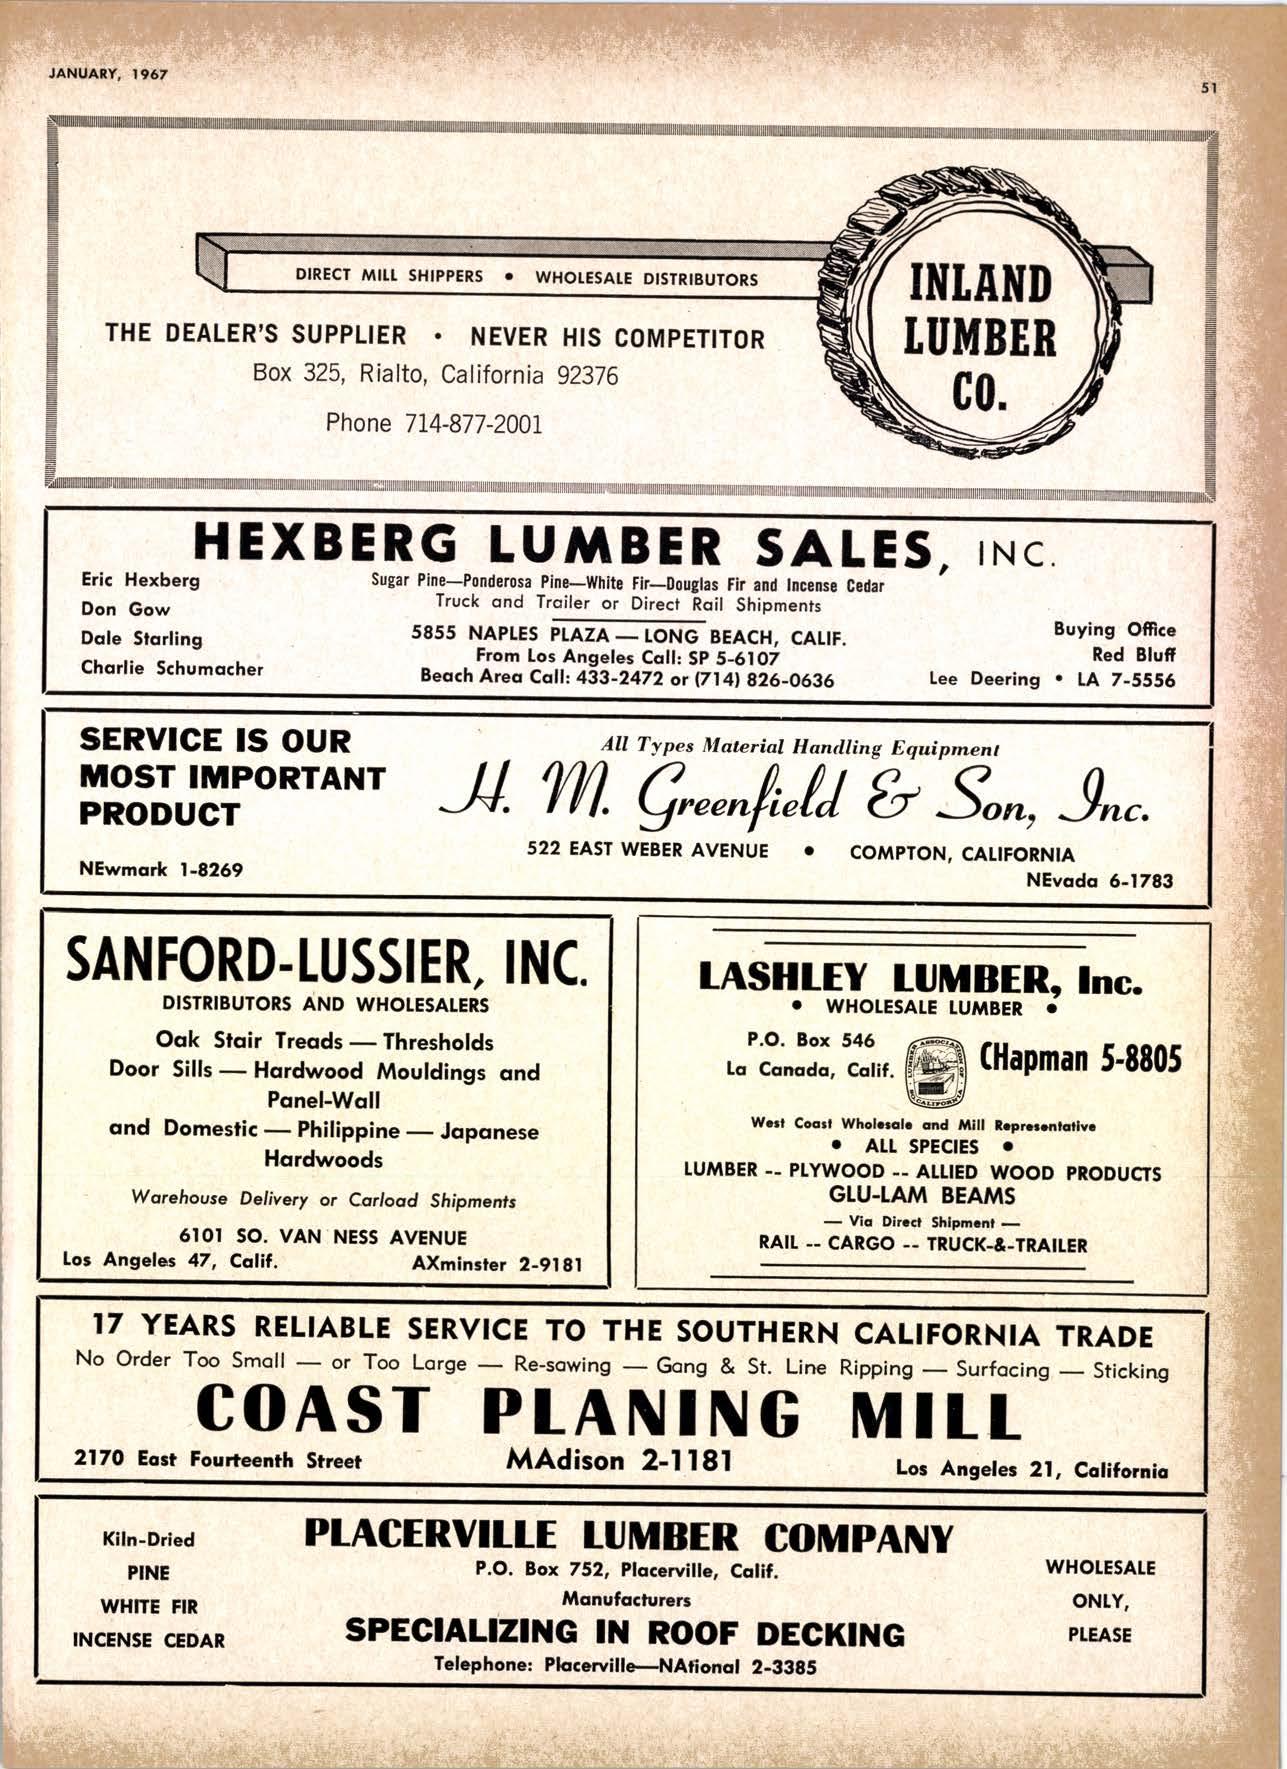 JANUARY, 1967
51
DIRECT MILL SHIPPERS • WHOLESALE DISTRIBUTORS
THE DEALER'S SUPPLIER • NEVER HIS COMPETITOR
Box 325, Rialto, California 92376
Phone 714-877-2001
INLAND
LUMBER
CO.
HEXBERG LUMBER SALES, INC.
Eric Hexberg
Don Gow
Dale Starling
Charlie Schumacher
Sugar Pine—Ponderosa Pine—White Fir—Douglas Fir and Incense Cedar
Truck and Trailer or Direct Rail Shipments
5855 NAPLES PLAZA — LONG BEACH, CALIF.
From Los Angeles Call: SP 5-6107
Beach Area Call: 433-2472 or (714) 826-0636
Buying Office
Red Bluff
Lee Deering • LA 7-5556
SERVICE IS OUR
MOST IMPORTANT
PRODUCT
NEwmark 1-8269
All Types Material Handling Equipment
H. M. Greenfield & Son, Inc.
522 EAST WEBER AVENUE • COMPTON, CALIFORNIA
NEvada 6-1783
SANFORD-LUSSIER, INC.
DISTRIBUTORS AND WHOLESALERS
Oak Stair Treads — Thresholds
Door Sills — Hardwood Mouldings and
Panel-Wall
and Domestic — Philippine — Japanese
Hardwoods
Warehouse Delivery or Carload Shipments
6101 SO. VAN NESS AVENUE
Los Angeles 47, Calif. AXminster 2-9181
LASHLEY LUMBER, Inc.
• WHOLESALE LUMBER •
P.O. Box 546
La Canada, Calif.
LUMBER ASSOCIATION OF SO. CALIFORNIA
CHapman 5-8805
West Coast Wholesale and Mill Representative
• ALL SPECIES •
LUMBER -- PLYWOOD -- ALLIED WOOD PRODUCTS
GLU-LAM BEAMS
— Via Direct Shipment —
RAIL -- CARGO -- TRUCK-&-TRAILER
17 YEARS RELIABLE SERVICE TO THE SOUTHERN CALIFORNIA TRADE
No Order Too Small — or Too Large — Re-sawing — Gang & St. Line Ripping — Surfacing — Sticking
COAST PLANING MILL
2170 East Fourteenth Street MAdison 2-1181 Los Angeles 21, California
Kiln-Dried
PINE
WHITE FIR
INCENSE CEDAR
PLACERVILLE LUMBER COMPANY
P.O. Box 752, Placerville, Calif.
Manufacturers
SPECIALIZING IN ROOF DECKING
Telephone: Placerville—NAtional 2-3385
WHOLESALE
ONLY,
PLEASE